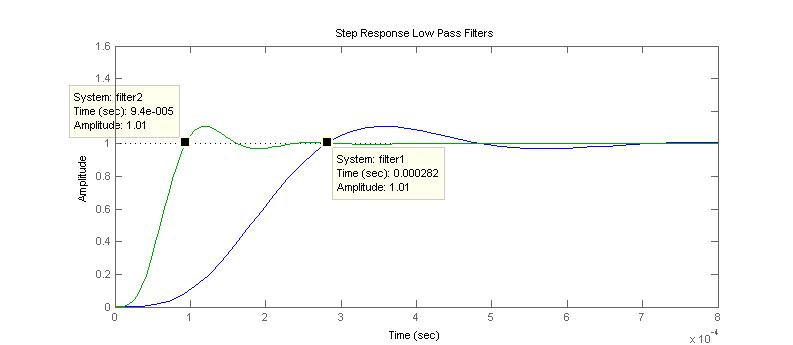 Step Response Low Pass Filters
1.6
1.4
System: filter2
Time (sec): 9.4e-005
Amplitude: 1.01
1
System: filter1
Time (sec): 0.000282
Amplitude: 1.01
Amplitude
0.8
0.6
0.4
0.2
0
0
1
2
3
4
5
6
7
8
Time (sec)
x 10⁻⁴